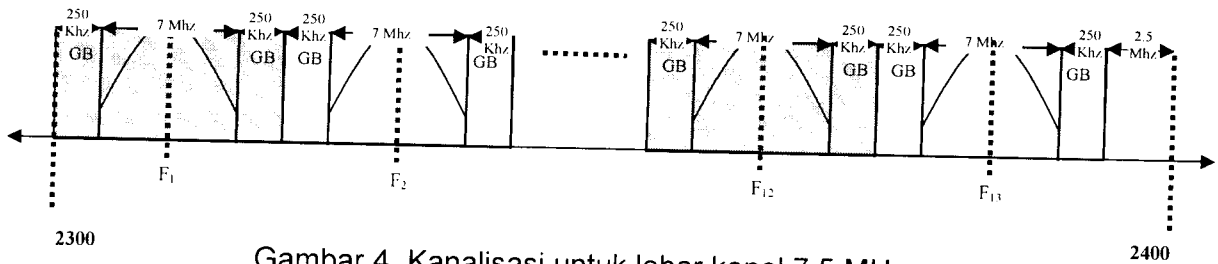 250 Khz GB
7 Mhz
250 Khz GB
250 Khz GB
7 Mhz
250 Khz GB
250 Khz GB
7 Mhz
250 Khz GB
250 Khz GB
7 Mhz
250 Khz GB
2.5 Mhz
F1
F2
F12
F13
2300
2400
Gambar 4. Kanalisasi untuk lebar kanal 7,5 MH